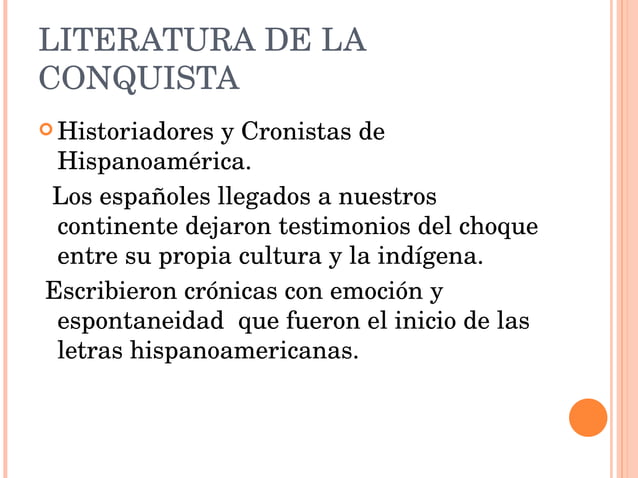 LITERATURA DE LA
CONQUISTA
Historiadores y Cronistas de
Hispanoamérica.
Los españoles llegados a nuestros
continente dejaron testimonios del choque
entre su propia cultura y la indígena.
Escribieron crónicas con emoción y
espontaneidad  que fueron el inicio de las
letras hispanoamericanas.